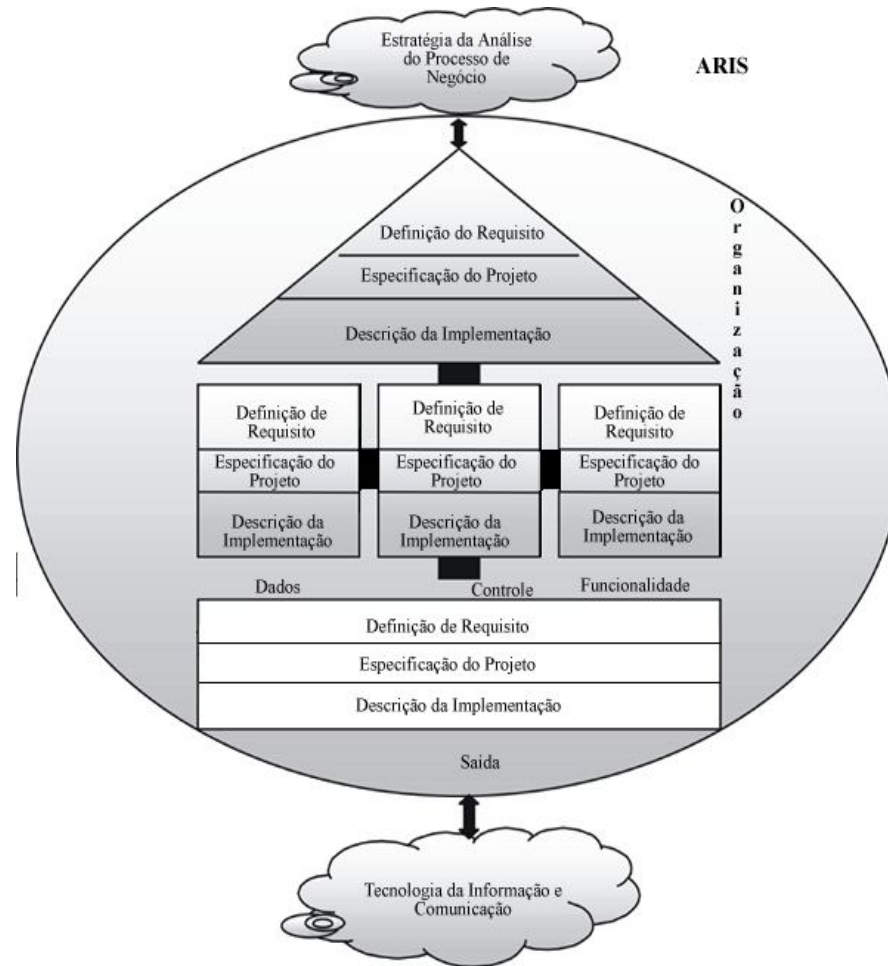 Estratégia da Análise
do Processo de
Negócio
ARIS
Organização
Definição do Requisito
Especificação do Projeto
Descrição da Implementação
Definição de
Requisito
Especificação do
Projeto
Descrição da
Implementação
Definição de
Requisito
Especificação do
Projeto
Descrição da
Implementação
Definição de
Requisito
Especificação do
Projeto
Descrição da
Implementação
Dados
Controle
Funcionalidade
Definição de Requisito
Especificação do Projeto
Descrição da Implementação
Saida
Tecnologia da Informação e
Comunicação